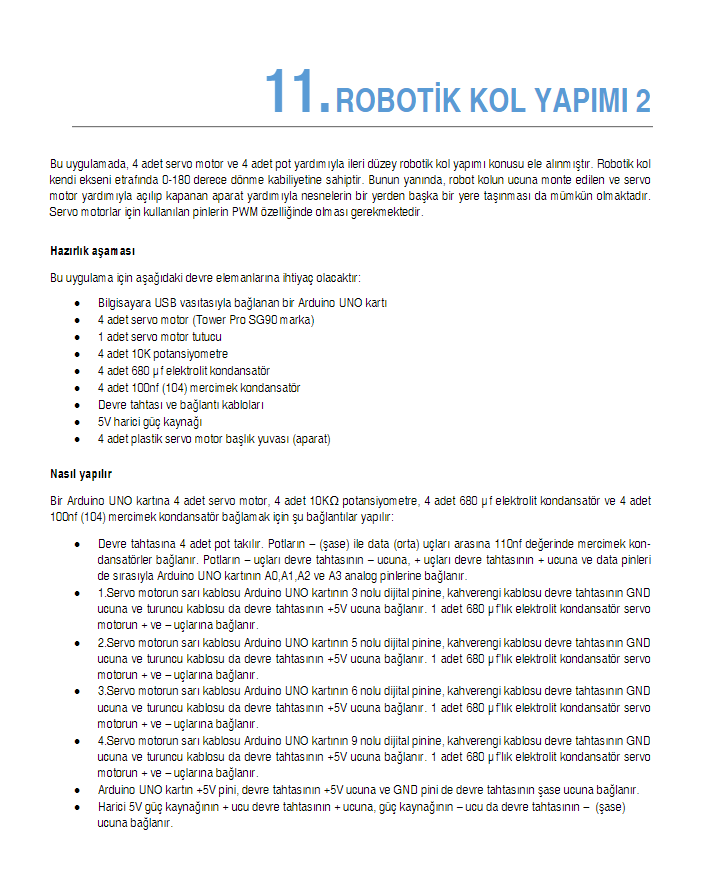 11. ROBOTİK KOL YAPIMI 2
Bu uygulamada, 4 adet servo motor ve 4 adet pot yardımıyla ileri düzey robotik kol yapımı konusu ele alınmıştır. Robotik kol
kendi ekseni etrafında 0-180 derece dönme kabiliyetine sahiptir. Bunun yanında, robot kolun ucuna monte edilen ve servo
motor yardımıyla açılıp kapanan aparat yardımıyla nesnelerin bir yerden başka bir yere taşınması da mümkün olmaktadır.
Servo motorlar için kullanılan pinlerin PWM özelliğinde olması gerekmektedir.
Hazırlık aşaması
Bu uygulama için aşağıdaki devre elemanlarına ihtiyaç olacaktır:
• Bilgisayara USB vasıtasıyla bağlanan bir Arduino UNO kartı
• 4 adet servo motor (Tower Pro SG90 marka)
• 1 adet servo motor tutucu
• 4 adet 10K potansiyometre
• 4 adet 680 µf elektrolit kondansatör
• 4 adet 100nf (104) mercimek kondansatör
• Devre tahtası ve bağlantı kabloları
• 5V harici güç kaynağı
• 4 adet plastik servo motor başlık yuvası (aparat)
Nasıl yapılır
Bir Arduino UNO kartına 4 adet servo motor, 4 adet 10KΩ potansiyometre, 4 adet 680 µf elektrolit kondansatör ve 4 adet
100nf (104) mercimek kondansatör bağlamak için şu bağlantılar yapılır:
• Devre tahtasına 4 adet pot takılır. Potların – (şase) ile data (orta) uçları arasına 110nf değerinde mercimek kon-
dansatörler bağlanır. Potların – uçları devre tahtasının – ucuna, + uçları devre tahtasının + ucuna ve data pinleri
de sırasıyla Arduino UNO kartının A0,A1,A2 ve A3 analog pinlerine bağlanır.
• 1.Servo motorun sarı kablosu Arduino UNO kartının 3 nolu dijital pinine, kahverengi kablosu devre tahtasının GND
ucuna ve turuncu kablosu da devre tahtasının +5V ucuna bağlanır. 1 adet 680 µf'lık elektrolit kondansatör servo
motorun + ve – uçlarına bağlanır.
• 2.Servo motorun sarı kablosu Arduino UNO kartının 5 nolu dijital pinine, kahverengi kablosu devre tahtasının GND
ucuna ve turuncu kablosu da devre tahtasının +5V ucuna bağlanır. 1 adet 680 µf'lık elektrolit kondansatör servo
motorun + ve – uçlarına bağlanır.
• 3.Servo motorun sarı kablosu Arduino UNO kartının 6 nolu dijital pinine, kahverengi kablosu devre tahtasının GND
ucuna ve turuncu kablosu da devre tahtasının +5V ucuna bağlanır. 1 adet 680 µf'lık elektrolit kondansatör servo
motorun + ve – uçlarına bağlanır.
• 4.Servo motorun sarı kablosu Arduino UNO kartının 9 nolu dijital pinine, kahverengi kablosu devre tahtasının GND
ucuna ve turuncu kablosu da devre tahtasının +5V ucuna bağlanır. 1 adet 680 µf'lık elektrolit kondansatör servo
motorun + ve – uçlarına bağlanır.
• Arduino UNO kartın +5V pini, devre tahtasının +5V ucuna ve GND pini de devre tahtasının şase ucuna bağlanır.
• Harici 5V güç kaynağının + ucu devre tahtasının + ucuna, güç kaynağının – ucu da devre tahtasının – (şase)
ucuna bağlanır.